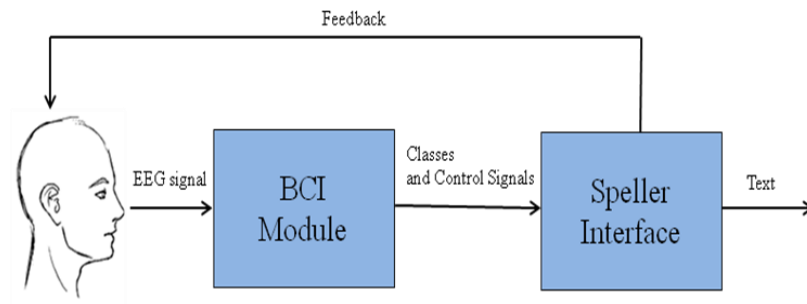 Feedback
EEG signal
BCI
Module
Classes
and Control Signals
Speller
Interface
Text